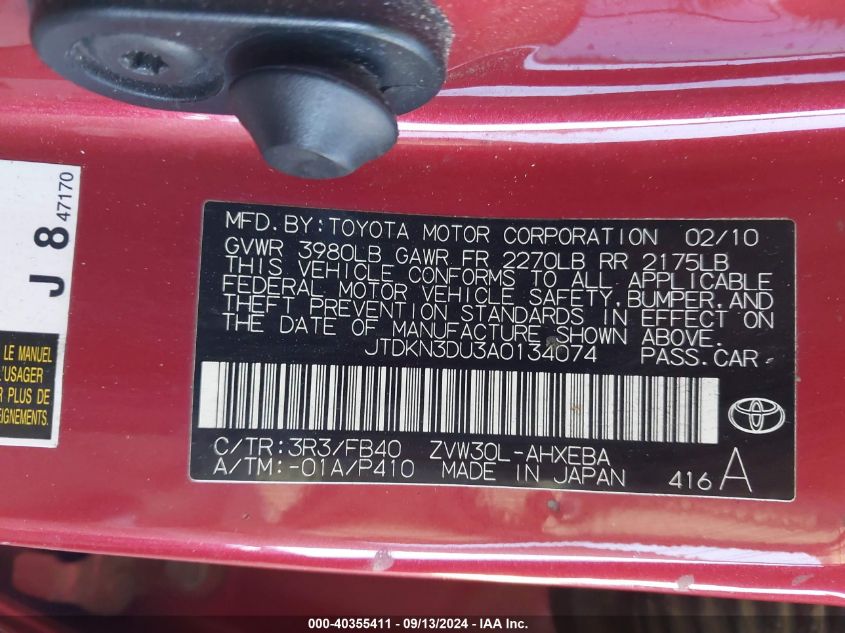 J 8 47170
LE MANUEL
L'USAGER
R PLUS DE
EIGNEMENTS.
MFD.BY:TOYOTA MOTOR CORPORATION 02/10
GVWR 3980LB GAWR FR 2270LB RR 2175LB
THIS VEHICLE CONFORMS TO ALL APPLICABLE
FEDERAL MOTOR VEHICLE SAFETY,BUMPER,AND
THEFT PREVENTION STANDARDS IN EFFECT ON
THE DATE OF MANUFACTURE SHOWN ABOVE.
JTDKN3DU3A0134074 PASS.CAR
C/TR:3R3/FB40 ZVW30L-AHXEBA
A/TM:-01A/P410 MADE IN JAPAN 416 A
000-40355411 - 09/13/2024 - IAA Inc.